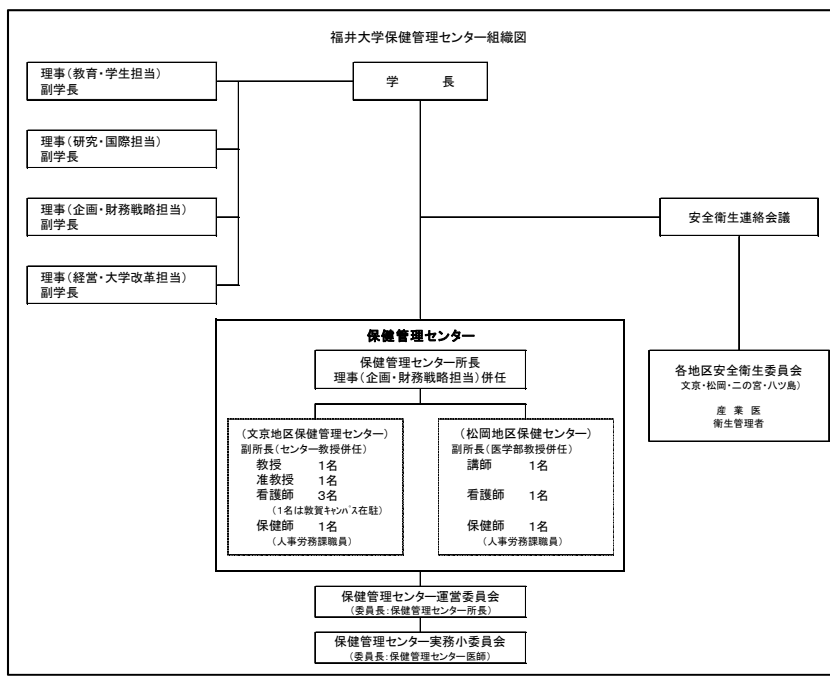 福井大学保健管理センター組織図
学　　長
理事（教育・学生担当）
副学長
理事（研究・国際担当）
副学長
理事（企画・財務戦略担当）
副学長
理事（経営・大学改革担当）
副学長
安全衛生連絡会議
各地区安全衛生委員会
文京・松岡・二の宮・八ツ島）
産　業　医
衛生管理者
保健管理センター
保健管理センター所長
理事（企画・財務戦略担当）併任
（文京地区保健管理センター）
副所長（センター教授併任）
教授　　1名
准教授　1名
看護師　3名
（1名は敦賀ｷｬﾝﾊﾟｽ在駐）
保健師　1名
（人事労務課職員）
（松岡地区保健センター）
副所長（医学部教授併任）
講師　　1名
看護師　1名
保健師　1名
（人事労務課職員）
保健管理センター運営委員会
（委員長：保健管理センター所長）
保健管理センター実務小委員会
（委員長：保健管理センター医師）